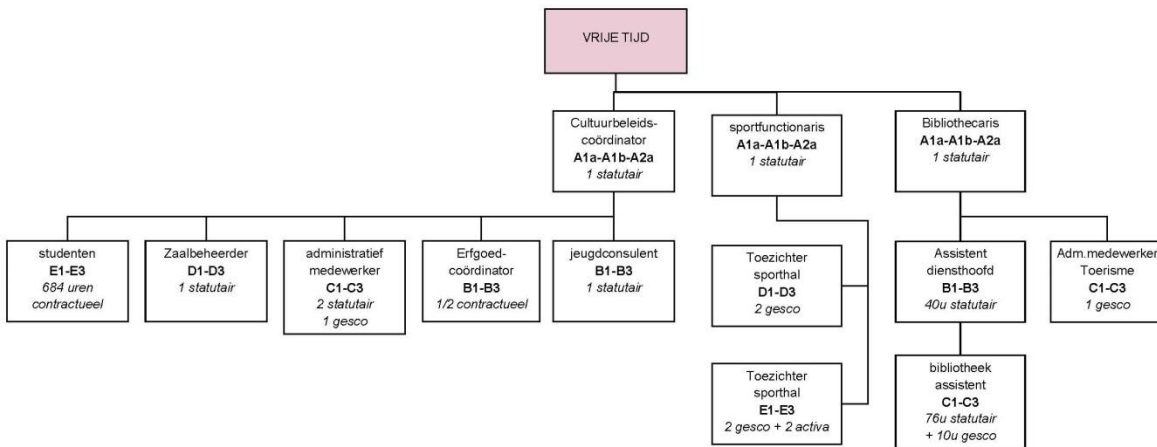 VRIJE TIJD
Cultuurbeleids-
coördinator
A1a-A1b-A2a
1 statutair
sportfunctionaris
A1a-A1b-A2a
1 statutair
Bibliothecaris
A1a-A1b-A2a
1 statutair
studenten
E1-E3
684 uren
contractueel
Zaalbeheerder
D1-D3
1 statutair
administratief
medewerker
C1-C3
2 statutair
1 gesco
Erfgoed-
coördinator
B1-B3
1/2 contractueel
jeugdconsulent
B1-B3
1 statutair
Toezichter
sporthal
D1-D3
2 gesco
Assistent
diensthoofd
B1-B3
40u statutair
Adm.medewerker
Toerisme
C1-C3
1 gesco
Toezichter
sporthal
E1-E3
2 gesco + 2 activa
bibliotheek
assistent
C1-C3
76u statutair
+ 10u gesco